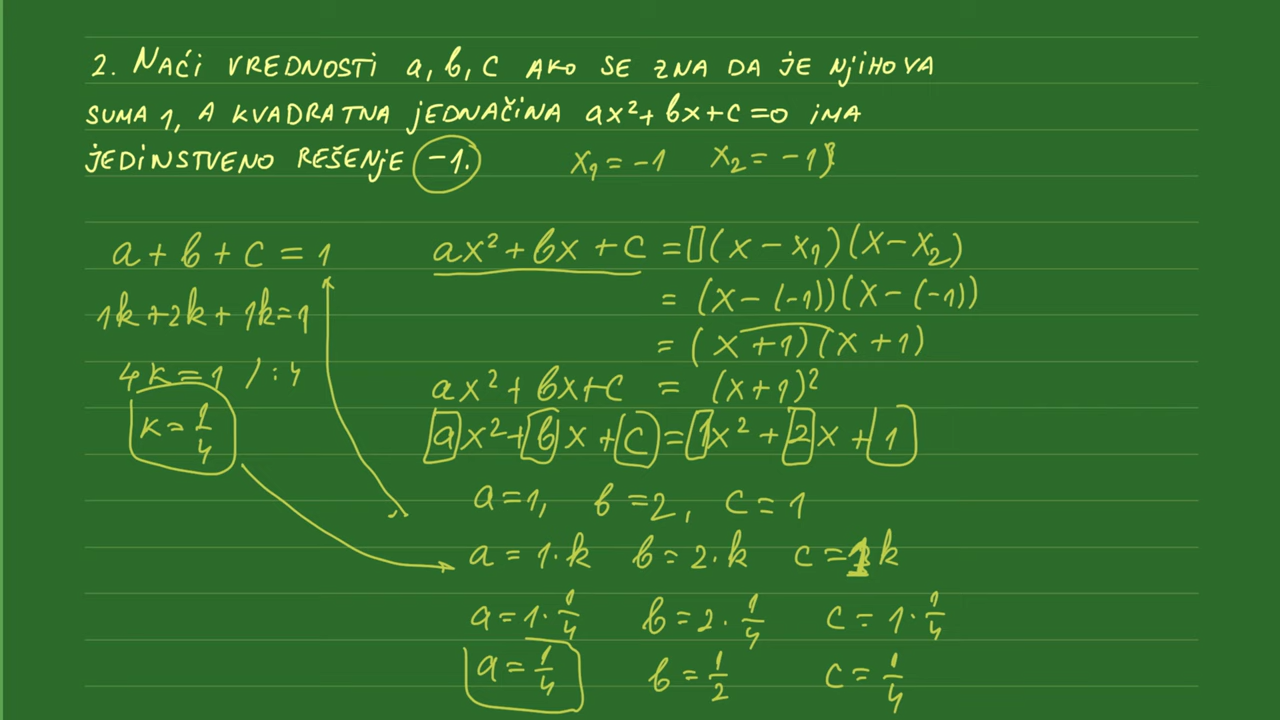 2. NAĆI VREDNOSTI a, b, c AKO SE ZNA DA JE NJIHOVA
SUMA 1, A KVADRATNA JEDNAČINA ax²+bx+c=0 IMA
JEDINSTVENO REŠENJE -1. x₁=-1 x₂=-1
a+b+c=1
1k+2k+1k=1
4k=1 /:4
k=1/4
ax²+bx+c=▯(x-x₁)(x-x₂)
=(x-(-1))(x-(-1))
=(x+1)(x+1)
ax²+bx+c = (x+1)²
ax²+bx+c=1x²+2x+1
a=1, b=2, c=1
a=1·k b=2·k c=1k
a=1·1/4 b=2·1/4 c=1·1/4
a=1/4 b=1/2 c=1/4